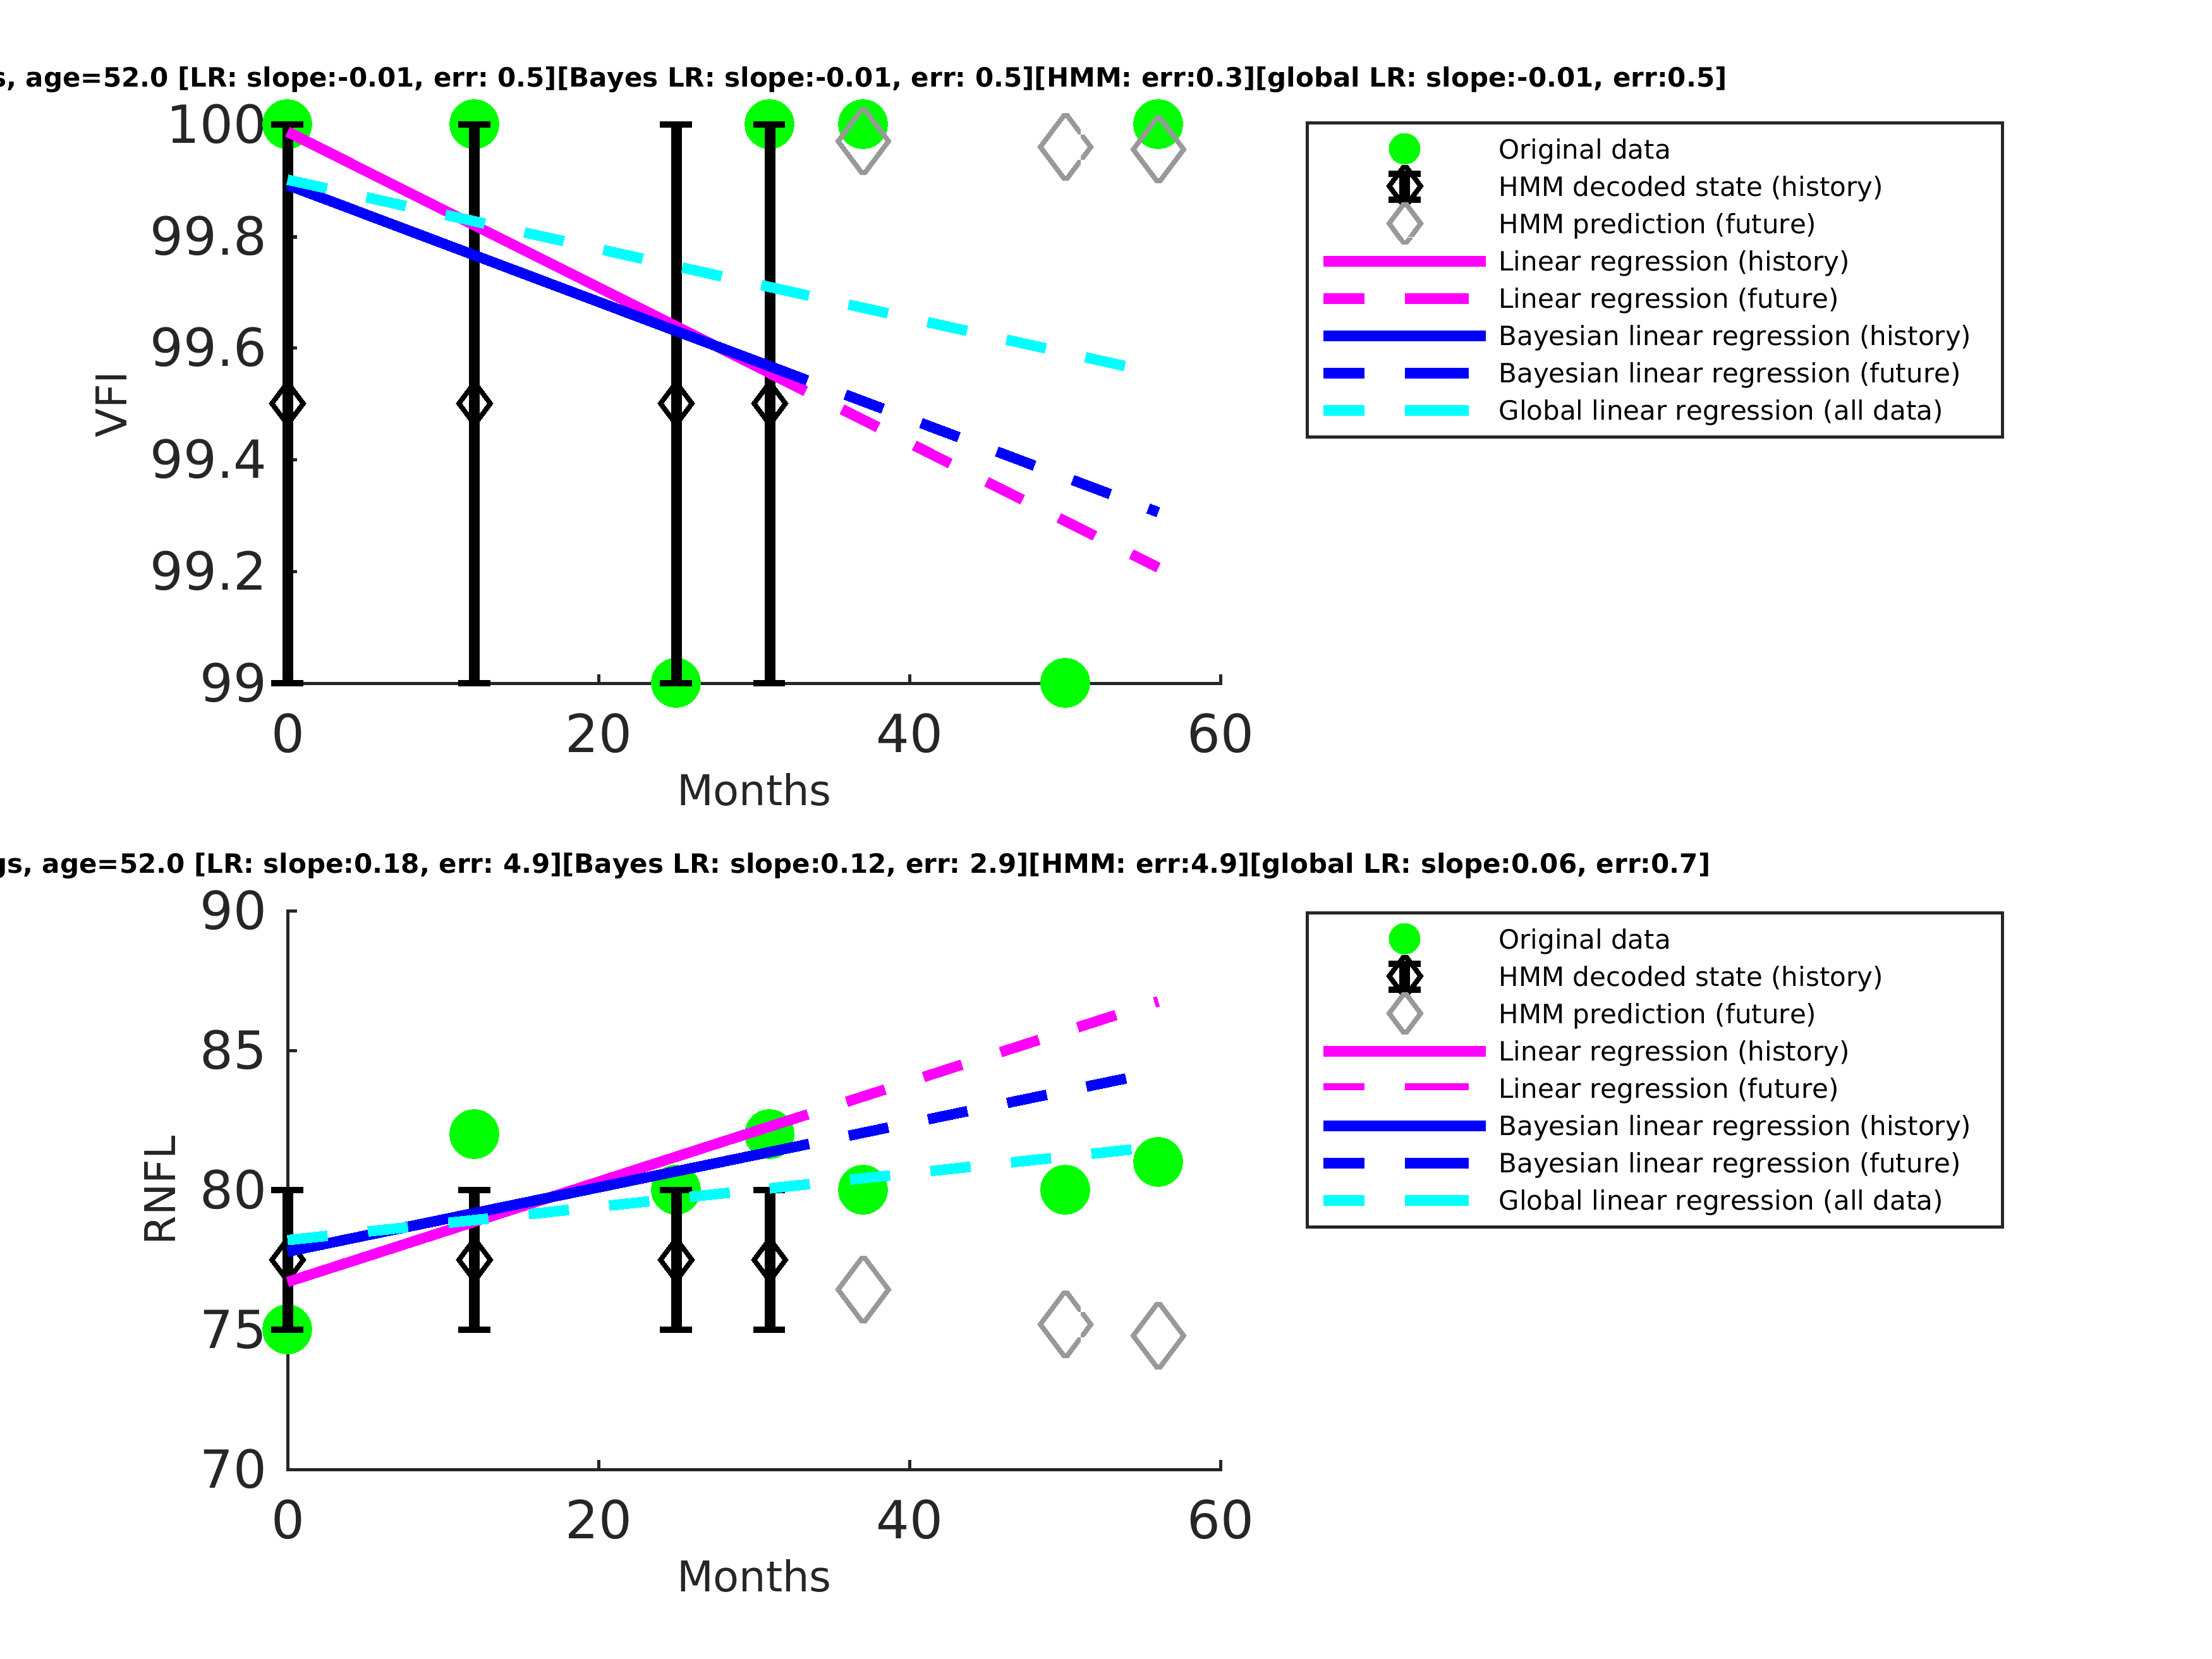 age=52.0 [LR: slope:-0.01, err: 0.5][Bayes LR: slope:-0.01, err: 0.5][HMM: err:0.3][global LR: slope:-0.01, err:0.5]
100
99.8
99.6
99.4
99.2
99
VFI
0 20 40 60
Months
Original data
HMM decoded state (history)
HMM prediction (future)
Linear regression (history)
Linear regression (future)
Bayesian linear regression (history)
Bayesian linear regression (future)
Global linear regression (all data)
age=52.0 [LR: slope:0.18, err: 4.9][Bayes LR: slope:0.12, err: 2.9][HMM: err:4.9][global LR: slope:0.06, err:0.7]
90
85
80
75
70
RNFL
0 20 40 60
Months
Original data
HMM decoded state (history)
HMM prediction (future)
Linear regression (history)
Linear regression (future)
Bayesian linear regression (history)
Bayesian linear regression (future)
Global linear regression (all data)